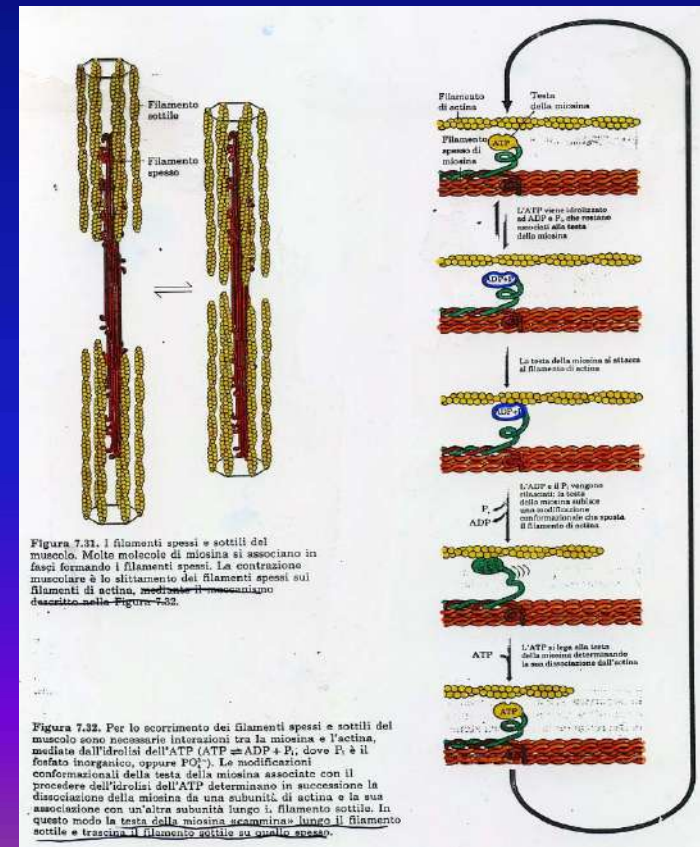 Filamento
sottile
Filamento
spesso
Figura 7.31. I filamenti spessi e sottili del
muscolo. Molte molecole di miosina si associano in
fasci formando i filamenti spessi. La contrazione
muscolare è lo slittamento dei filamenti spessi sui
filamenti di actina, mediante il meccanismo
descritto nella Figura 7.32.
Figura 7.32. Per lo scorrimento dei filamenti spessi e sottili del
muscolo sono necessarie interazioni tra la miosina e l'actina,
mediate dall'idrolisi dell'ATP (ATP ⇌ ADP + Pi, dove Pi è il
fosfato inorganico, oppure PO₄³⁻). Le modificazioni
conformazionali della testa della miosina associate con il
procedere dell'idrolisi dell'ATP determinano in successione la
dissociazione della miosina da una subunità di actina e la sua
associazione con un'altra subunità lungo il filamento sottile. In
questo modo la testa della miosina «cammina» lungo il filamento
sottile e trascina il filamento sottile su quello spesso.
Filamento
di actina
Testa
della miosina
Filamento
spesso di
miosina
ATP
L'ATP viene idrolizzato
ad ADP e Pi, che restano
associati alla testa
della miosina
ADP+Pi
La testa della miosina si attacca
al filamento di actina
ADP+Pi
L'ADP e il Pi vengono
rilasciati; la testa
della miosina subisce
una modificazione
conformazionale che sposta
il filamento di actina
Pi
ADP
ATP
L'ATP si lega alla testa
della miosina determinando
la sua dissociazione dall'actina
ATP